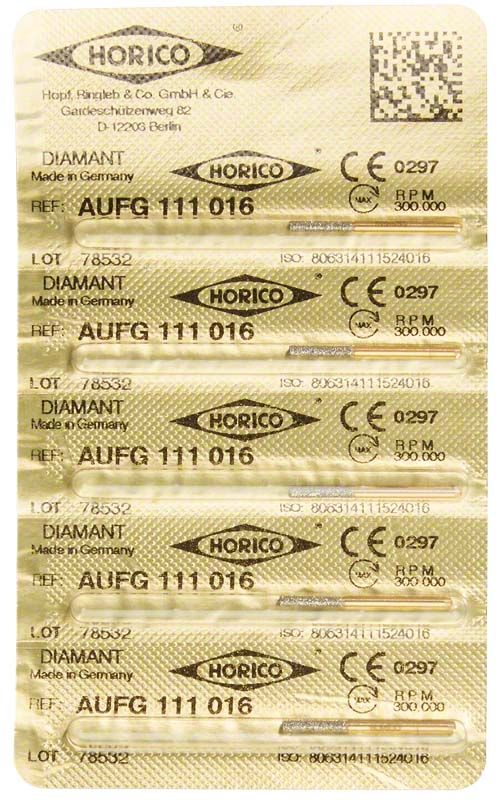 HORICO ®
Hopf, Ringleb & Co. GmbH & Cie.
Gardeschützenweg 82
D-12203 Berlin
DIAMANT HORICO CE 0297
Made in Germany
REF: AUFG 111 016 MAX RPM 300.000
LOT 78532 ISO: 806314111524016
DIAMANT HORICO CE 0297
Made in Germany
REF: AUFG 111 016 MAX RPM 300.000
LOT 78532 ISO: 806314111524016
DIAMANT HORICO CE 0297
Made in Germany
REF: AUFG 111 016 MAX RPM 300.000
LOT 78532 ISO: 806314111524016
DIAMANT HORICO CE 0297
Made in Germany
REF: AUFG 111 016 MAX RPM 300.000
LOT 78532 ISO: 806314111524016
DIAMANT HORICO CE 0297
Made in Germany
REF: AUFG 111 016 MAX RPM 300.000
LOT 78532 ISO: 806314111524016